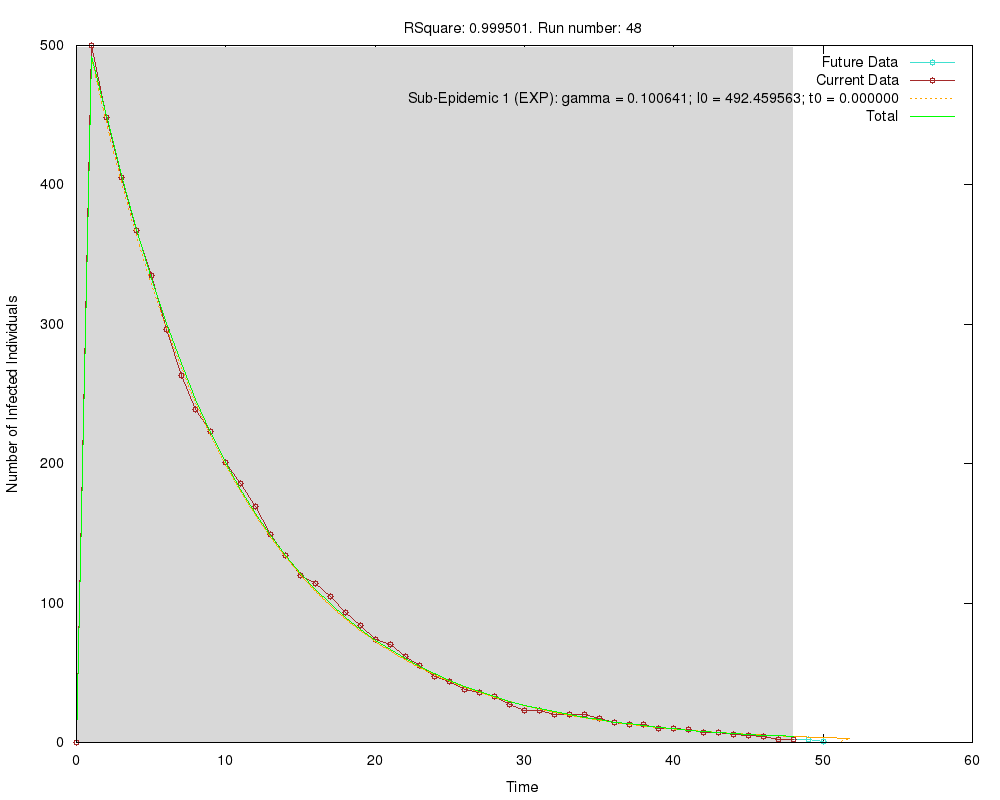 RSquare: 0.999501. Run number: 48
500
400
300
200
100
0
Number of Infected Individuals
Future Data
Current Data
Sub-Epidemic 1 (EXP): gamma = 0.100641; I0 = 492.459563; t0 = 0.000000
Total
0 10 20 30 40 50 60
Time